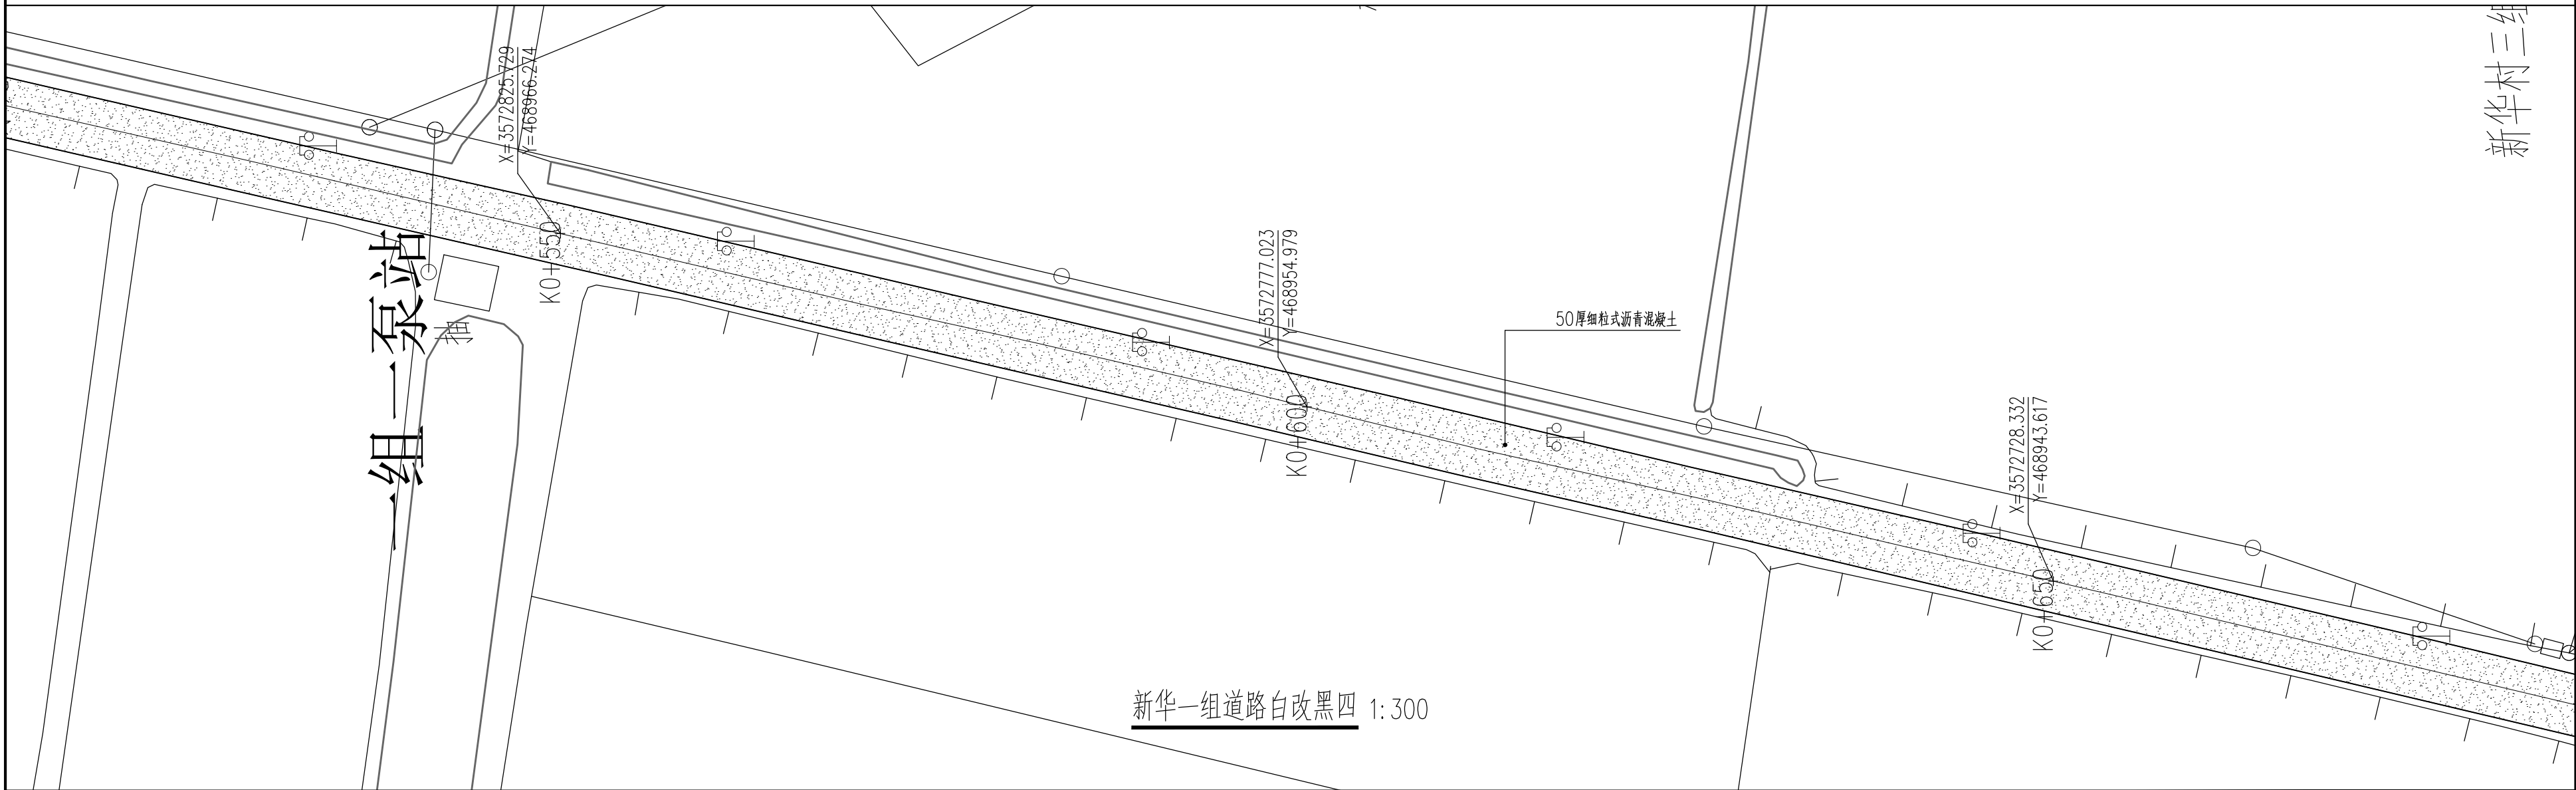 X=3572825.729
Y=468966.274
K0+550
一组一泵站
X=3572777.023
Y=468954.979
K0+600
50厚细粒式沥青混凝土
X=3572728.332
Y=468943.617
K0+650
新华村三组
新华一组道路白改黑四 1:300